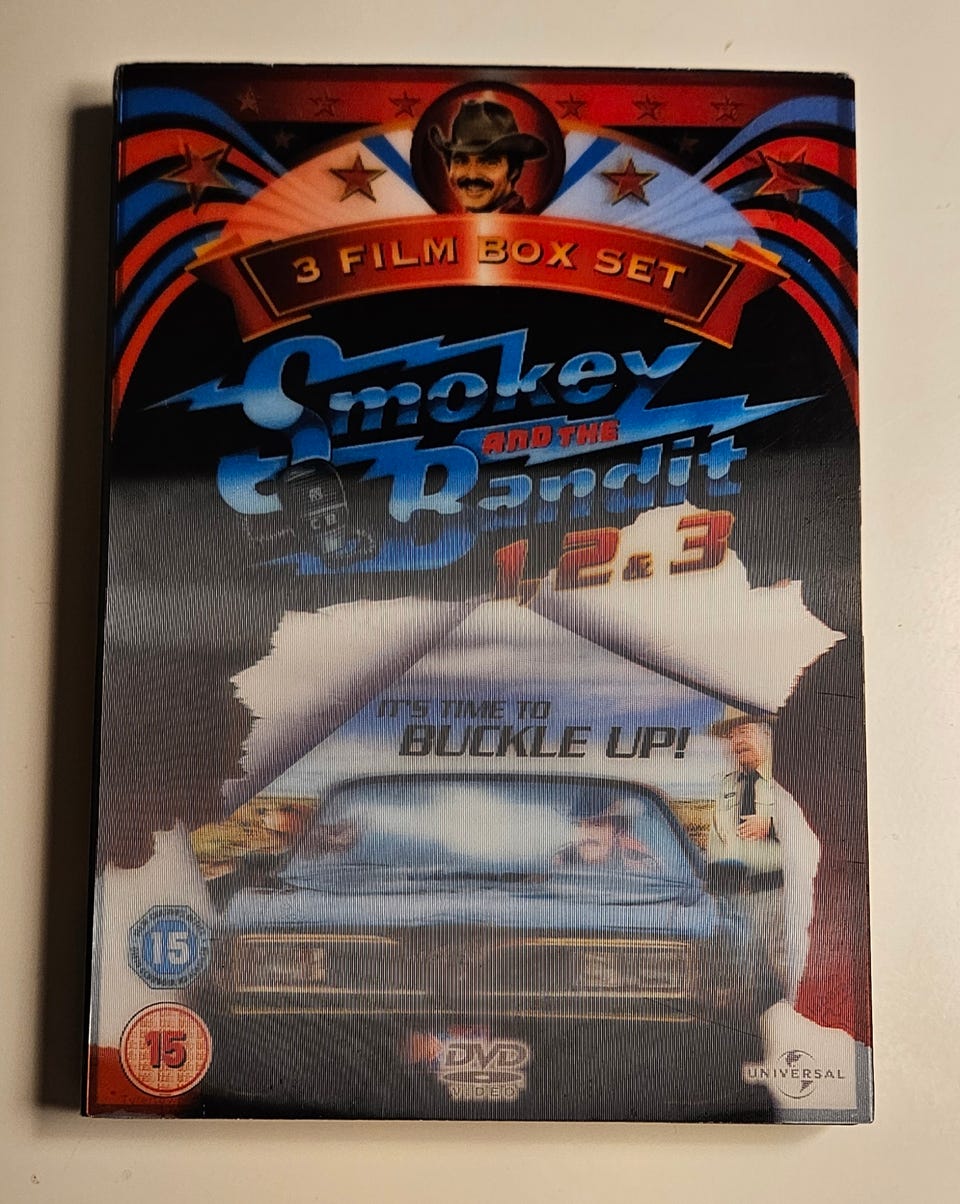 3 FILM BOX SET
Smokey
AND THE
Bandit
1, 2 & 3
CB
IT'S TIME TO
BUCKLE UP!
15
15
DVD
VIDEO
UNIVERSAL